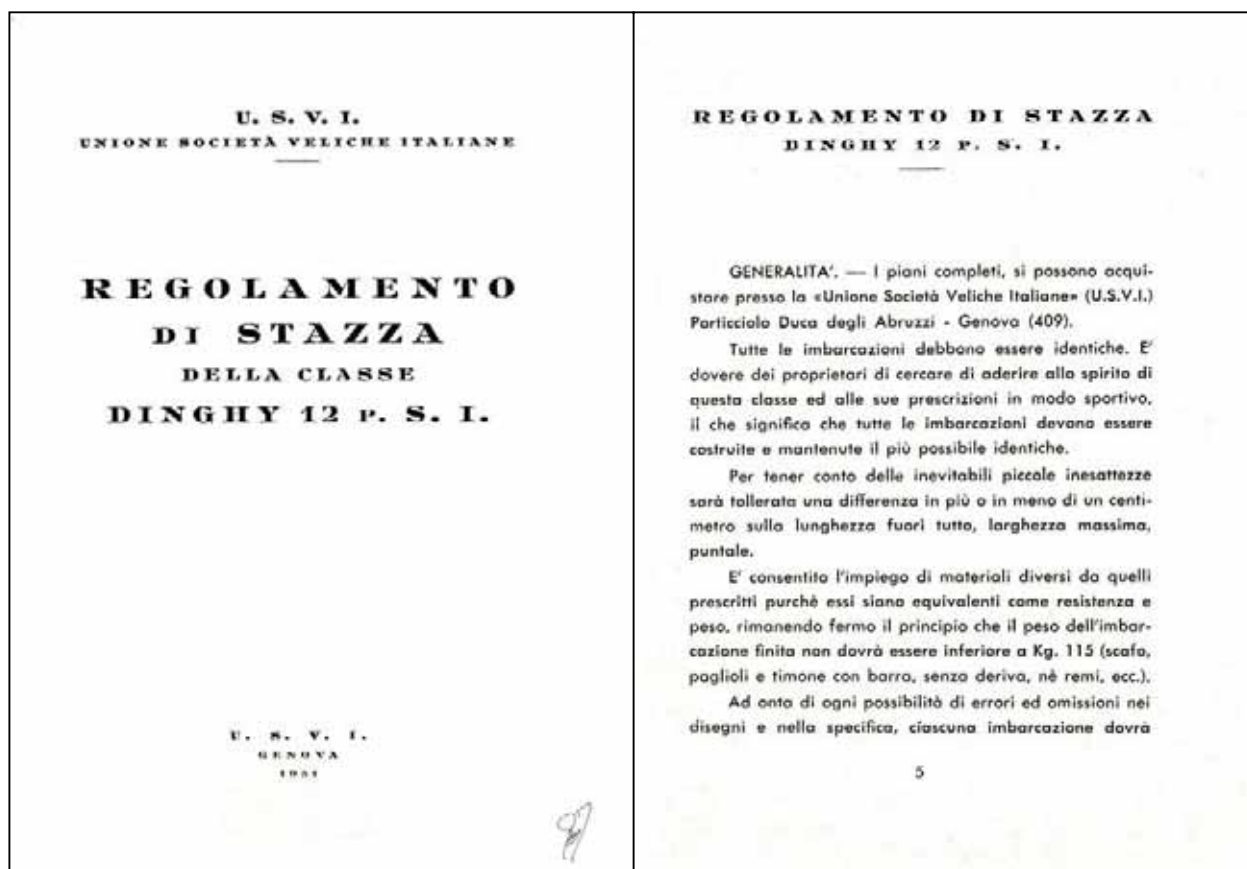 U. S. V. I.
UNIONE SOCIETÀ VELICHE ITALIANE
REGOLAMENTO
DI STAZZA
DELLA CLASSE
DINGHY 12 P. S. I.
U. S. V. I.
GENOVA
1951
REGOLAMENTO DI STAZZA
DINGHY 12 P. S. I.
GENERALITA'. — I piani completi, si possono acqui-
stare presso la «Unione Società Veliche Italiane» (U.S.V.I.)
Porticciolo Duca degli Abruzzi - Genova (409).
Tutte le imbarcazioni debbono essere identiche. E'
dovere dei proprietari di cercare di aderire allo spirito di
questa classe ed alle sue prescrizioni in modo sportivo,
il che significa che tutte le imbarcazioni devono essere
costruite e mantenute il più possibile identiche.
Per tener conto delle inevitabili piccole inesattezze
sarà tollerata una differenza in più o in meno di un centi-
metro sulla lunghezza fuori tutto, larghezza massima,
puntale.
E' consentito l'impiego di materiali diversi da quelli
prescritti purchè essi siano equivalenti come resistenza e
peso, rimanendo fermo il principio che il peso dell'imbar-
cazione finita non dovrà essere inferiore a Kg. 115 (scafo,
paglioli e timone con barra, senza deriva, nè remi, ecc.).
Ad onta di ogni possibilità di errori ed omissioni nei
disegni e nella specifica, ciascuna imbarcazione dovrà
5